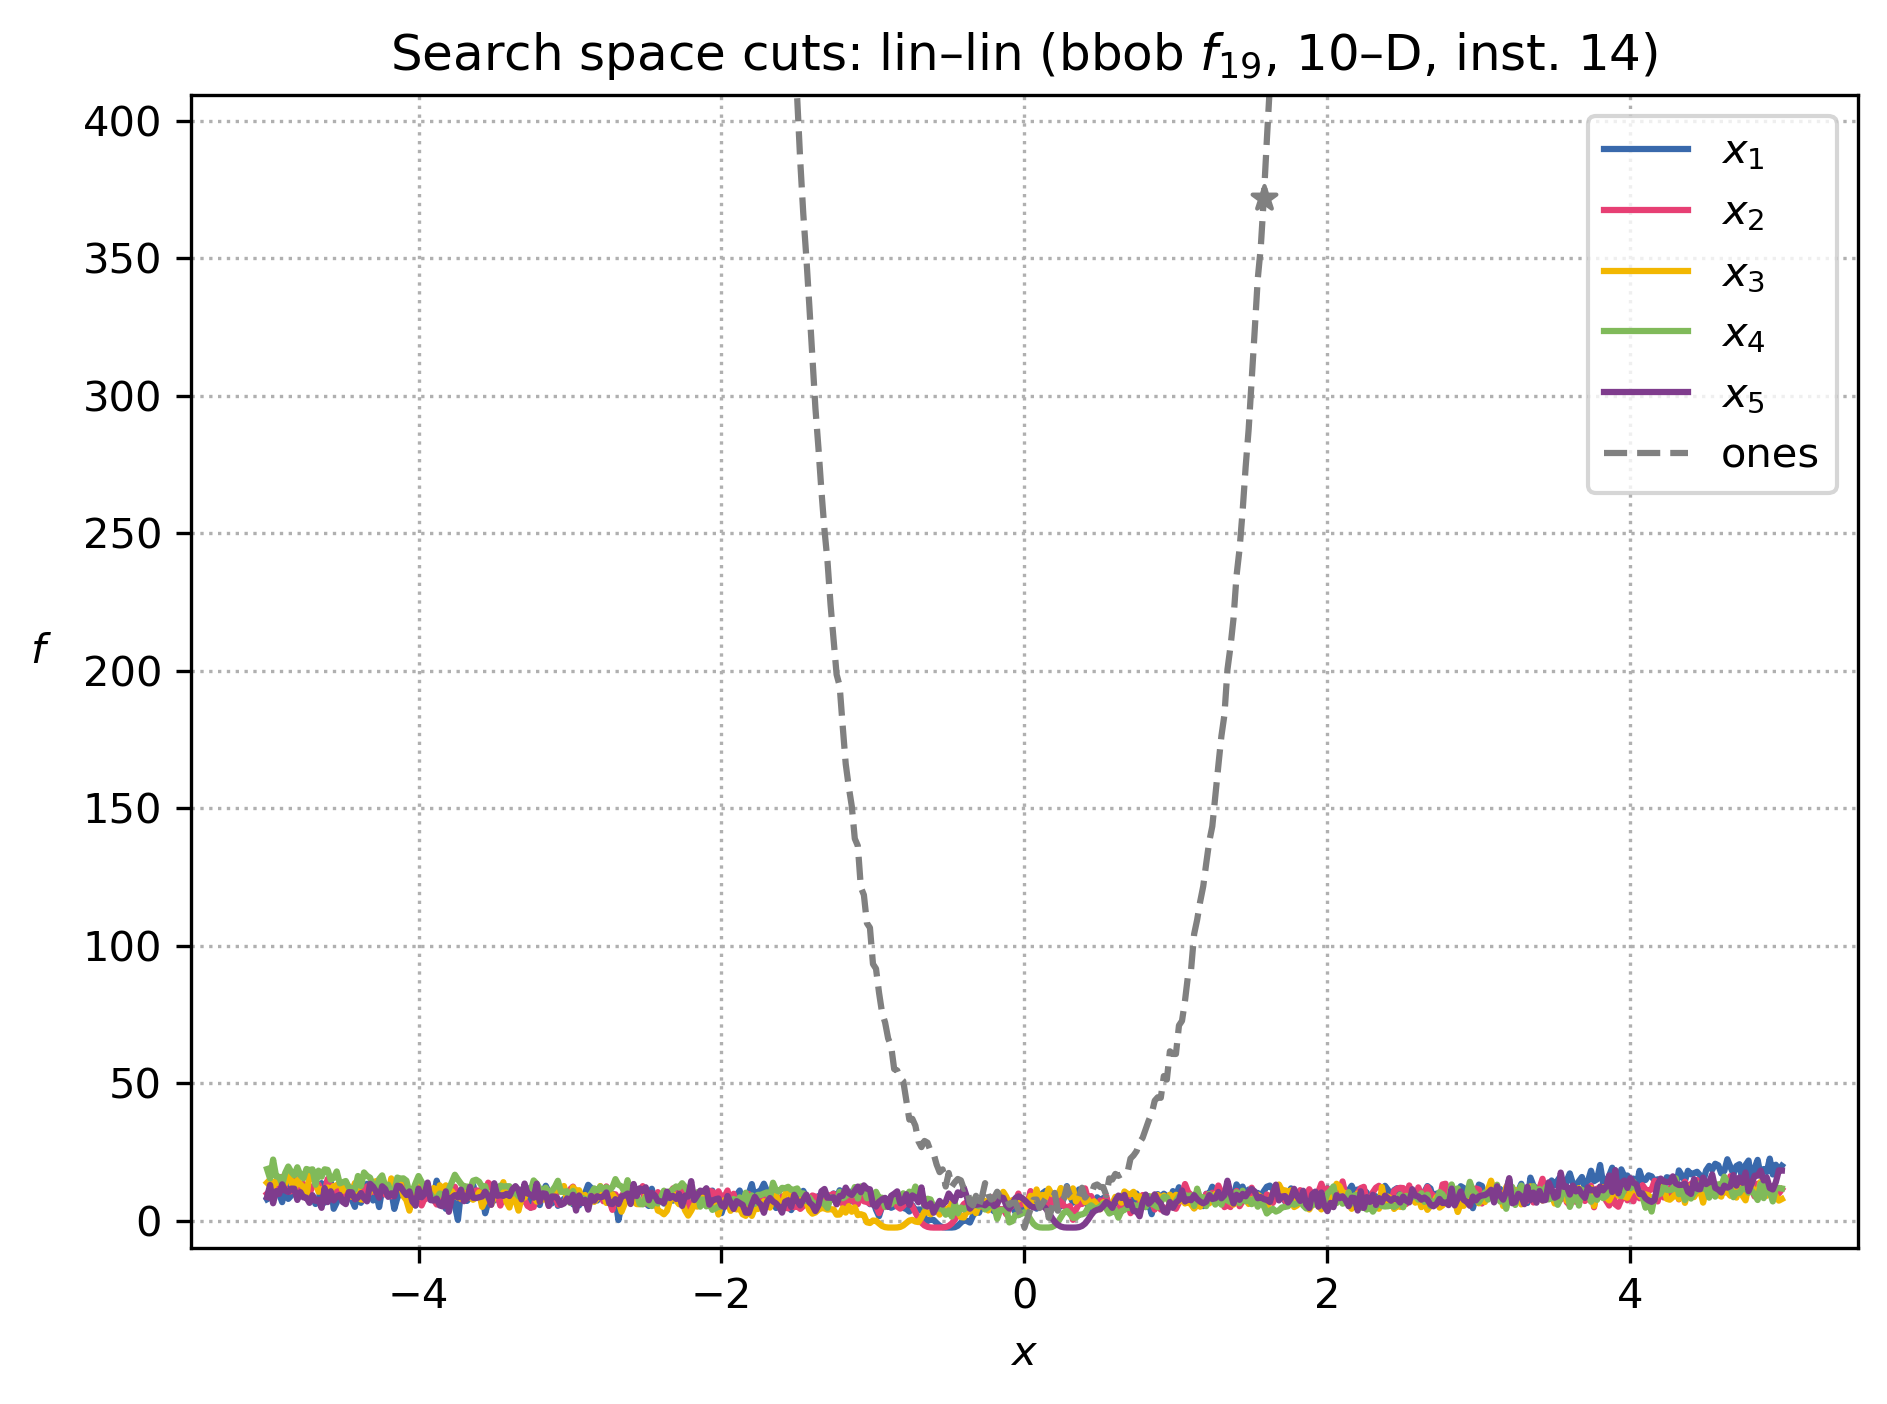 Search space cuts: lin–lin (bbob f₁₉, 10–D, inst. 14)
400
350
300
250
200
150
100
50
0
f
x₁
x₂
x₃
x₄
x₅
ones
−4
−2
0
2
4
x